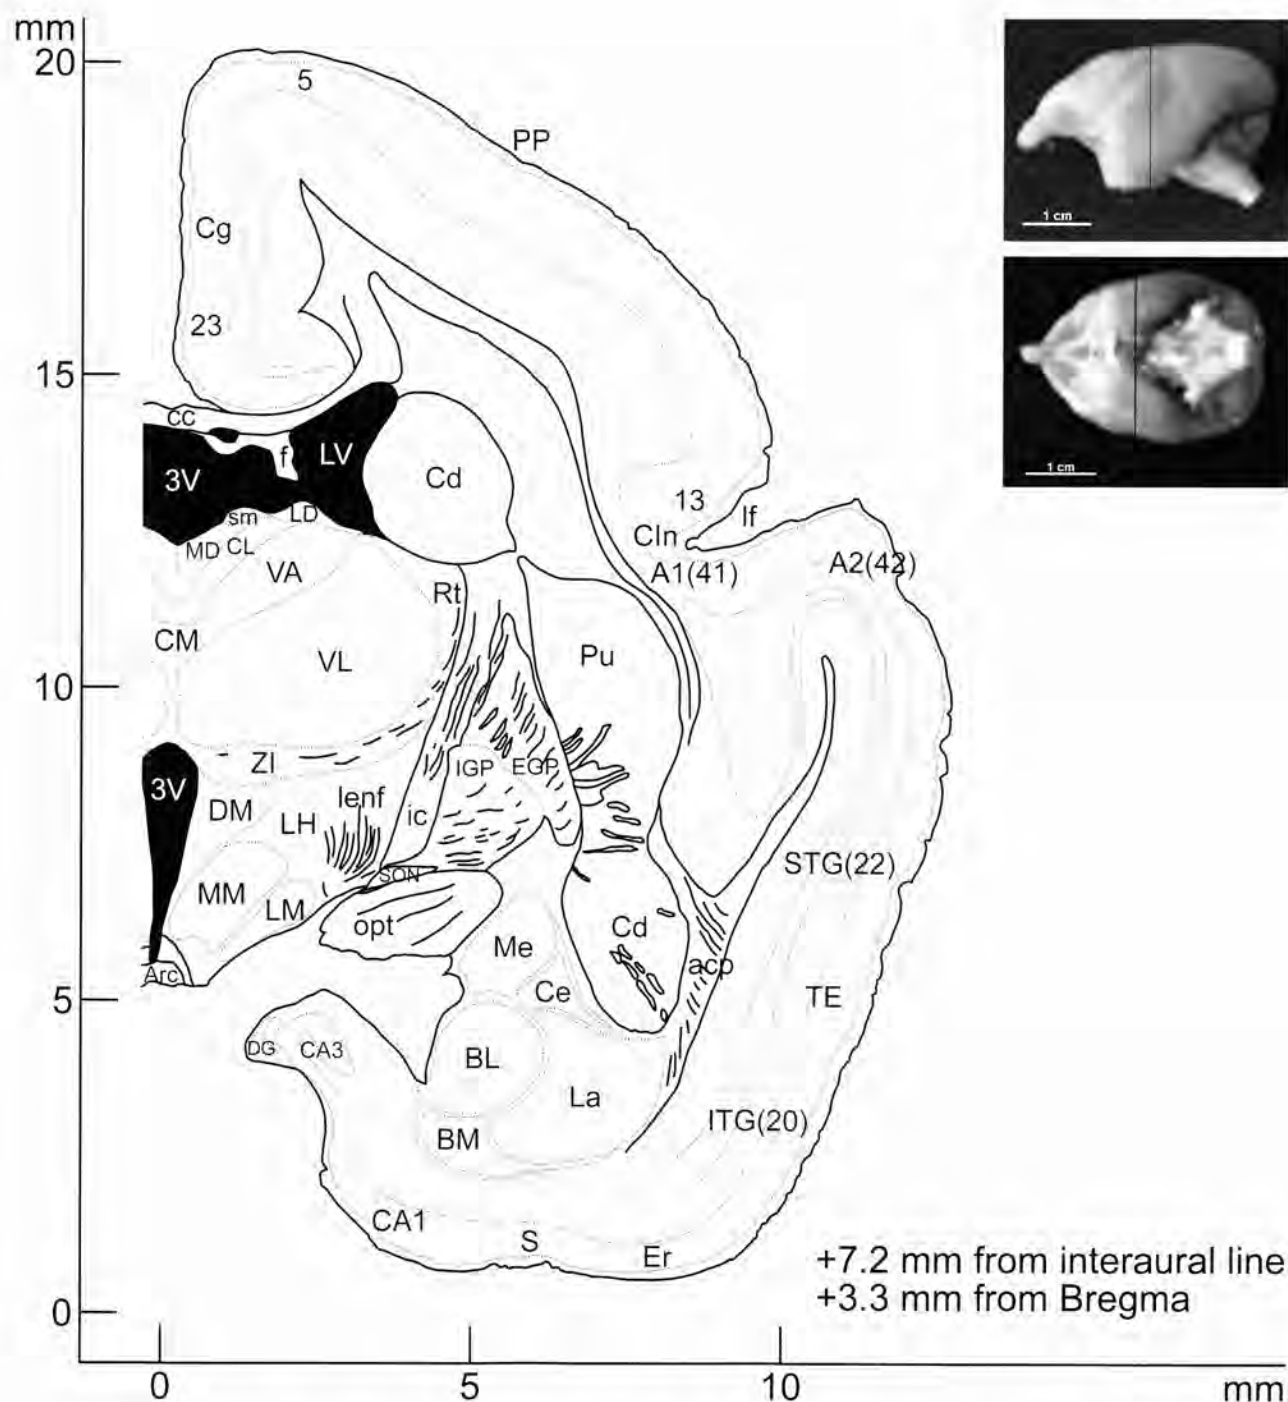 mm
20
5
PP
1 cm
Cg
23
15
1 cm
cc
3V
f
LV
Cd
13
lf
sm
LD
Cln
MD
CL
A1(41)
A2(42)
VA
Rt
CM
VL
Pu
10
ZI
IGP
EGP
3V
DM
lenf
LH
ic
STG(22)
SON
MM
LM
opt
Me
Cd
acp
Arc
Ce
TE
5
DG
CA3
BL
La
ITG(20)
BM
CA1
S
Er
+7.2 mm from interaural line
+3.3 mm from Bregma
0
0
5
10
mm